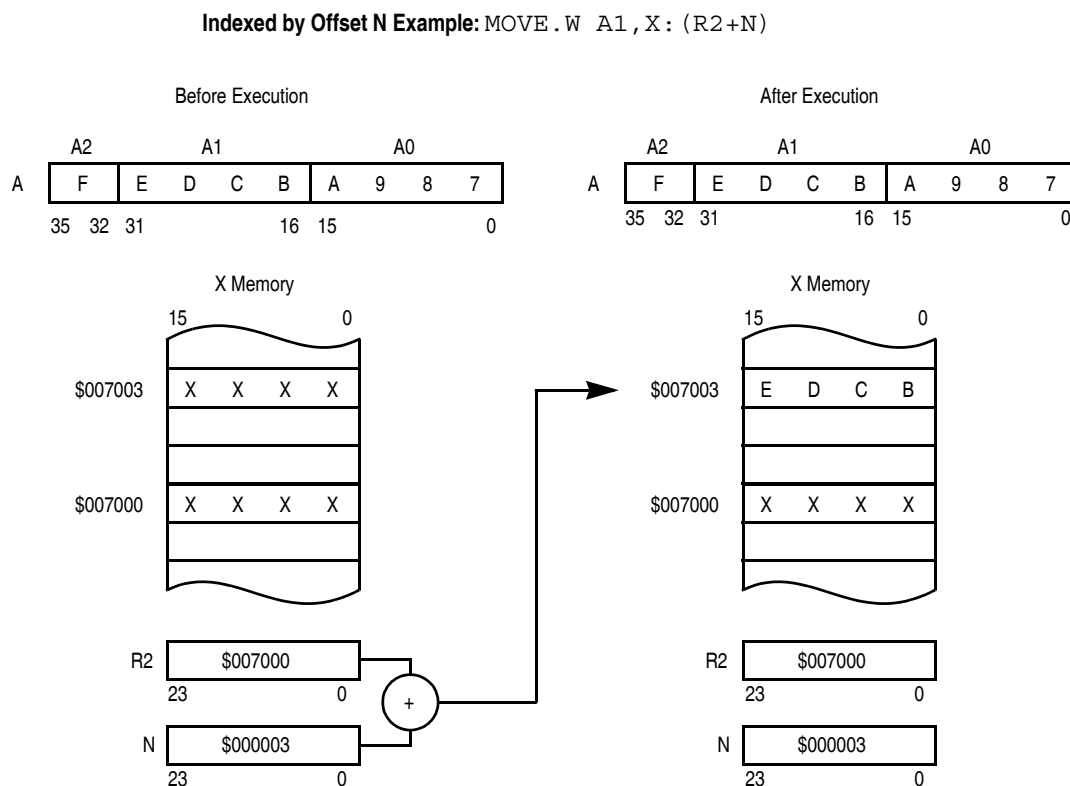 Indexed by Offset N Example: MOVE.W A1,X:(R2+N)
Before Execution
A2 A1 A0
A F E D C B A 9 8 7
35 32 31 16 15 0
X Memory
15 0
$007003 X X X X
$007000 X X X X
R2 $007000
23 0
+
N $000003
23 0
After Execution
A2 A1 A0
A F E D C B A 9 8 7
35 32 31 16 15 0
X Memory
15 0
$007003 E D C B
$007000 X X X X
R2 $007000
23 0
N $000003
23 0